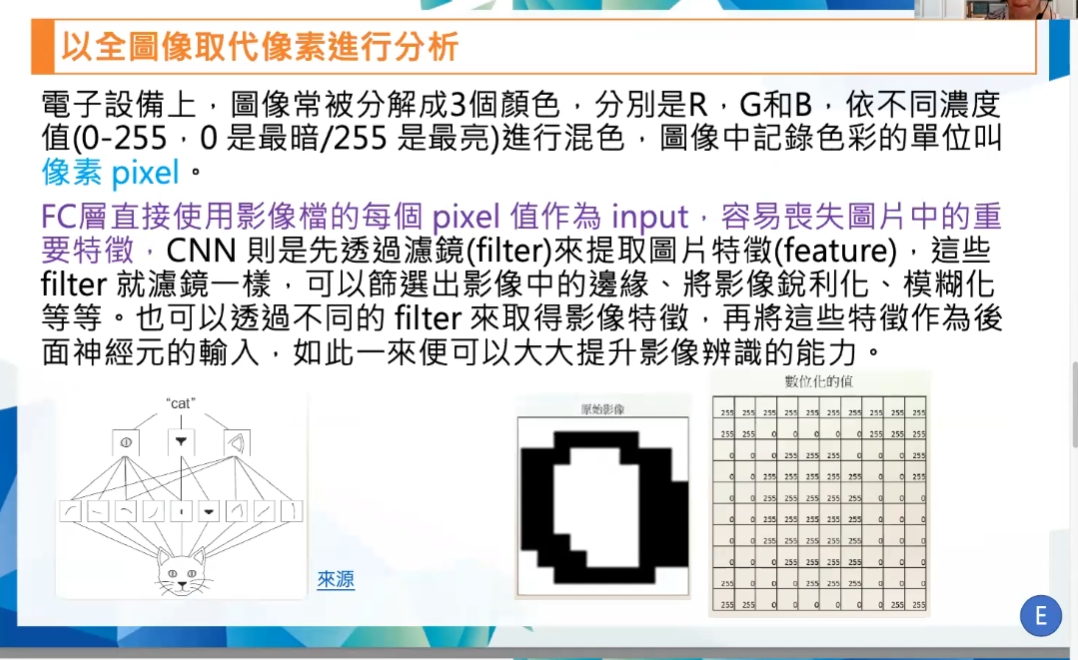 以全圖像取代像素進行分析
電子設備上，圖像常被分解成3個顏色，分別是R，G和B，依不同濃度
值(0-255，0 是最暗/255 是最亮)進行混色，圖像中記錄色彩的單位叫
像素 pixel。
FC層直接使用影像檔的每個 pixel 值作為 input，容易喪失圖片中的重
要特徵，CNN 則是先透過濾鏡(filter)來提取圖片特徵(feature)，這些
filter 就濾鏡一樣，可以篩選出影像中的邊緣、將影像銳利化、模糊化
等等。也可以透過不同的 filter 來取得影像特徵，再將這些特徵作為後
面神經元的輸入，如此一來便可以大大提升影像辨識的能力。
“cat”
來源
原始影像
數位化的值
255 255 255 255 255 255 255 255 255 255
255 255 0 0 0 0 0 255 255 255
0 0 0 255 255 255 0 0 0 255
0 0 255 255 255 255 0 0 0 255
0 0 255 255 255 255 0 0 0 0
0 0 255 255 255 255 0 0 0 0
0 0 255 255 255 255 0 0 0 0
0 0 0 255 255 255 255 0 0 0
255 0 0 0 255 255 255 0 0 0
255 255 0 0 0 0 0 0 255 255
E